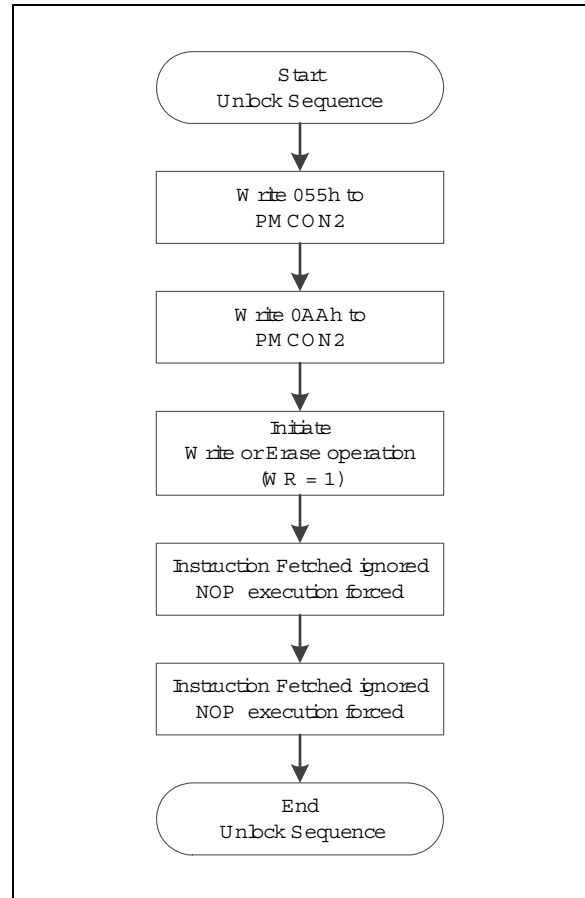 Start
Unlock Sequence
Write 055h to
PMCON2
Write 0AAh to
PMCON2
Initiate
Write or Erase operation
(WR = 1)
Instruction Fetched ignored
NOP execution forced
Instruction Fetched ignored
NOP execution forced
End
Unlock Sequence